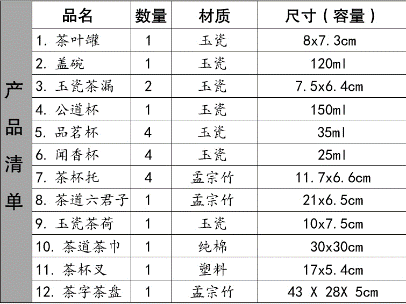 产品清单
品名 数量 材质 尺寸（容量）
1. 茶叶罐 1 玉瓷 8x7.3cm
2. 盖碗 1 玉瓷 120ml
3. 玉瓷茶漏 2 玉瓷 7.5x6.4cm
4. 公道杯 1 玉瓷 150ml
5. 品茗杯 4 玉瓷 35ml
6. 闻香杯 4 玉瓷 25ml
7. 茶杯托 4 孟宗竹 11.7x6.6cm
8. 茶道六君子 1 孟宗竹 21x6.5cm
9. 玉瓷茶荷 1 玉瓷 10x7.5cm
10. 茶道茶巾 1 纯棉 30x30cm
11. 茶杯叉 1 塑料 17x5.4cm
12. 茶字茶盘 1 孟宗竹 43 X 28X 5cm